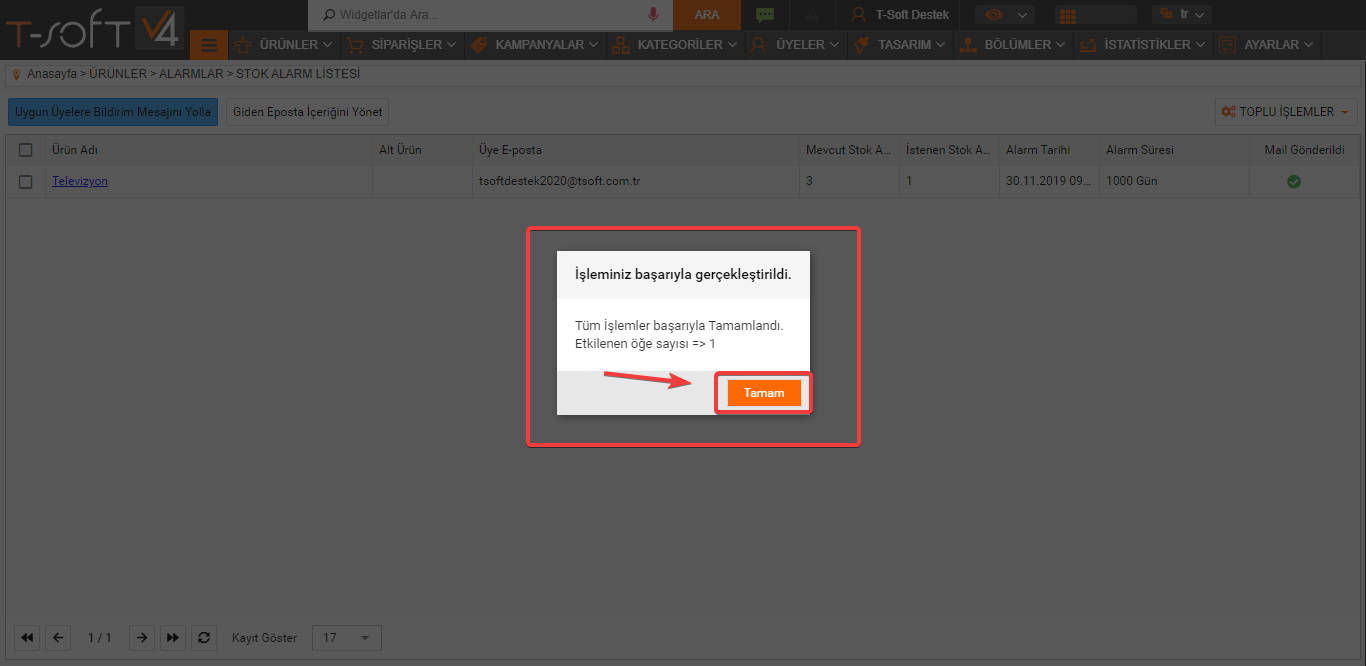 T-SOFT V4
Widgetlar'da Ara...
ARA
T-Soft Destek
tr
ÜRÜNLER
SİPARİŞLER
KAMPANYALAR
KATEGORİLER
ÜYELER
TASARIM
BÖLÜMLER
İSTATİSTİKLER
AYARLAR
Anasayfa > ÜRÜNLER > ALARMLAR > STOK ALARM LİSTESİ
Uygun Üyelere Bildirim Mesajını Yolla
Giden Eposta İçeriğini Yönet
TOPLU İŞLEMLER
Ürün Adı
Alt Ürün
Üye E-posta
Mevcut Stok A...
İstenen Stok A...
Alarm Tarihi
Alarm Süresi
Mail Gönderildi
Televizyon
tsoftdestek2020@tsoft.com.tr
3
1
30.11.2019 09...
1000 Gün
İşleminiz başarıyla gerçekleştirildi.
Tüm İşlemler başarıyla Tamamlandı.
Etkilenen öğe sayısı => 1
Tamam
1 / 1
Kayıt Göster
17